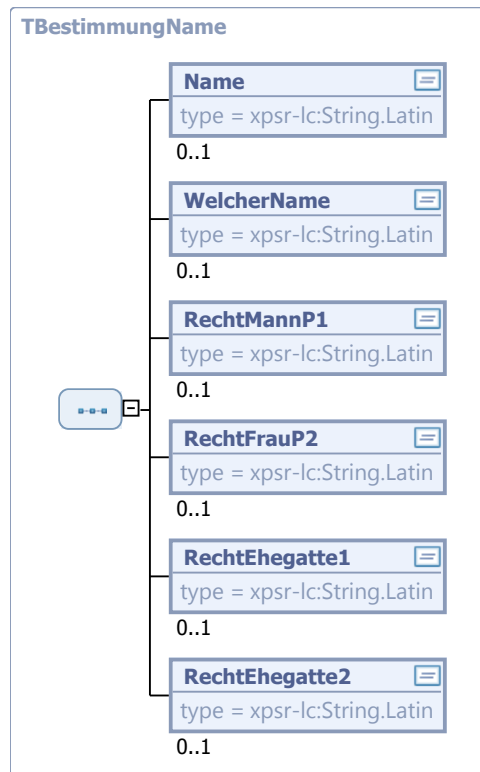 TBestimmungName
Name
type = xpsr-lc:String.Latin
0..1
WelcherName
type = xpsr-lc:String.Latin
0..1
RechtMannP1
type = xpsr-lc:String.Latin
0..1
RechtFrauP2
type = xpsr-lc:String.Latin
0..1
RechtEhegatte1
type = xpsr-lc:String.Latin
0..1
RechtEhegatte2
type = xpsr-lc:String.Latin
0..1